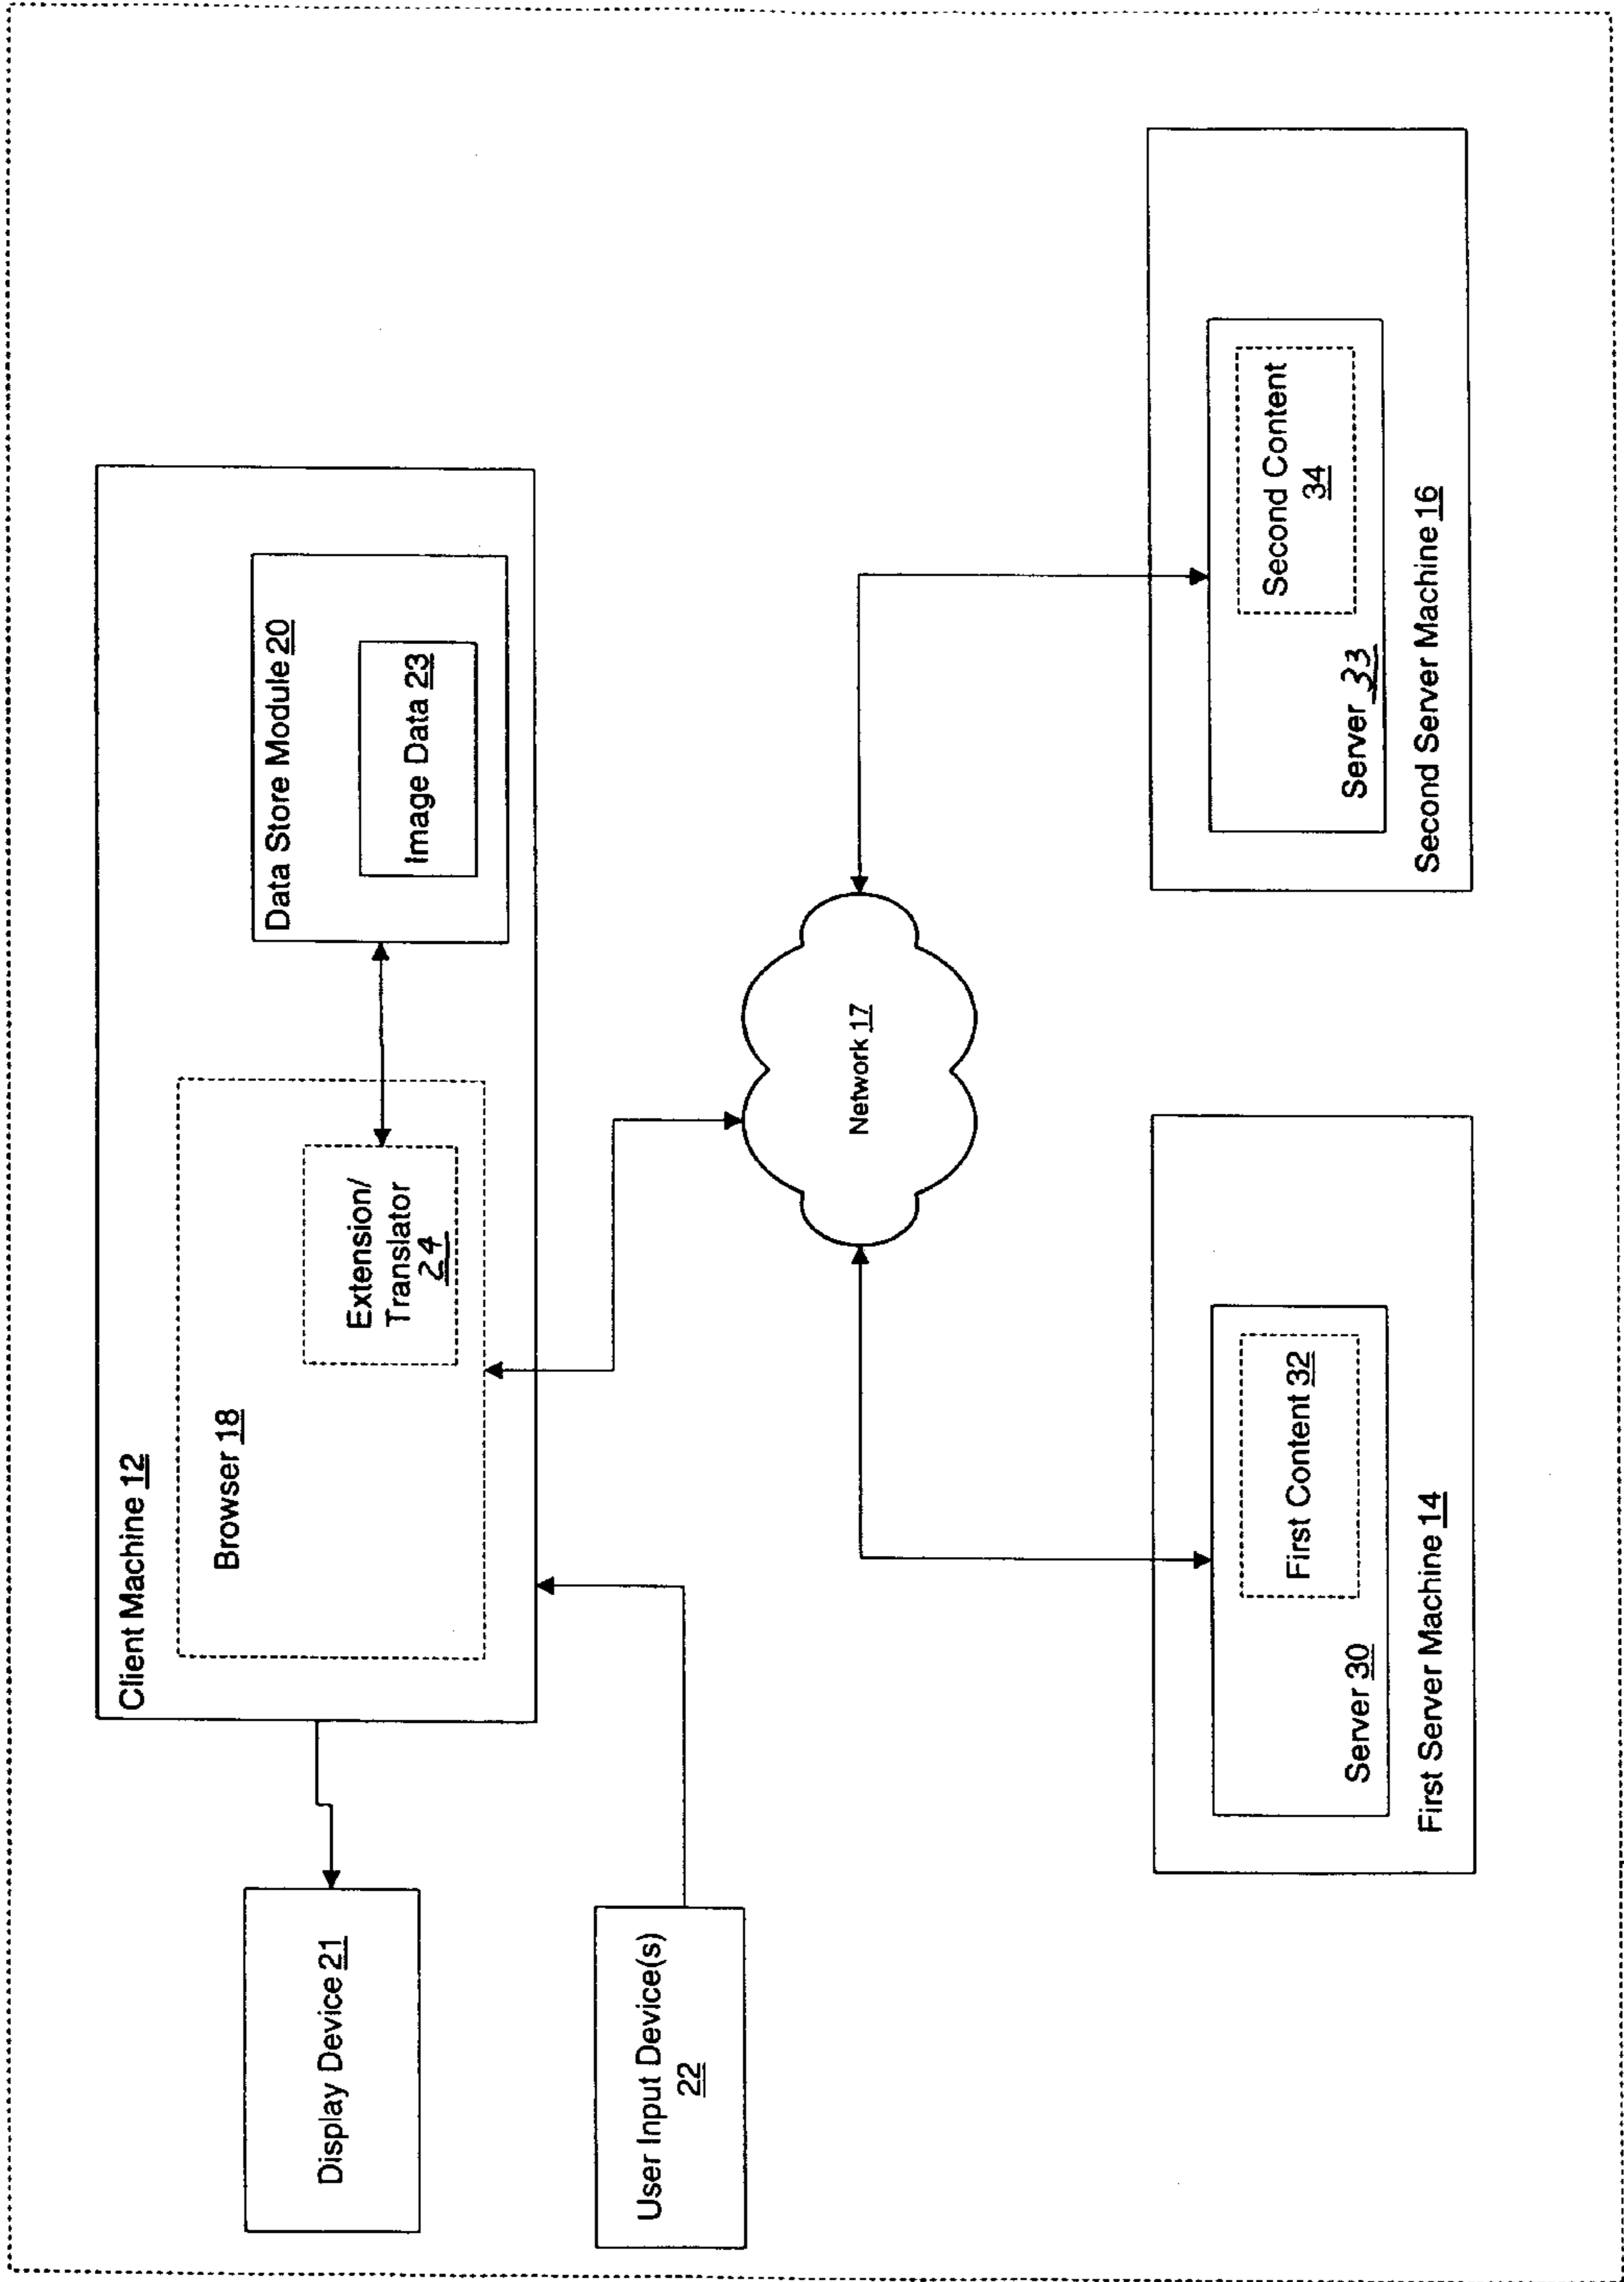 Client Machine 12
Browser 18
Extension/
Translator
24
Data Store Module 20
Image Data 23
Display Device 21
User Input Device(s)
22
Network 17
First Content 32
Server 30
First Server Machine 14
Second Content
34
Server 33
Second Server Machine 16